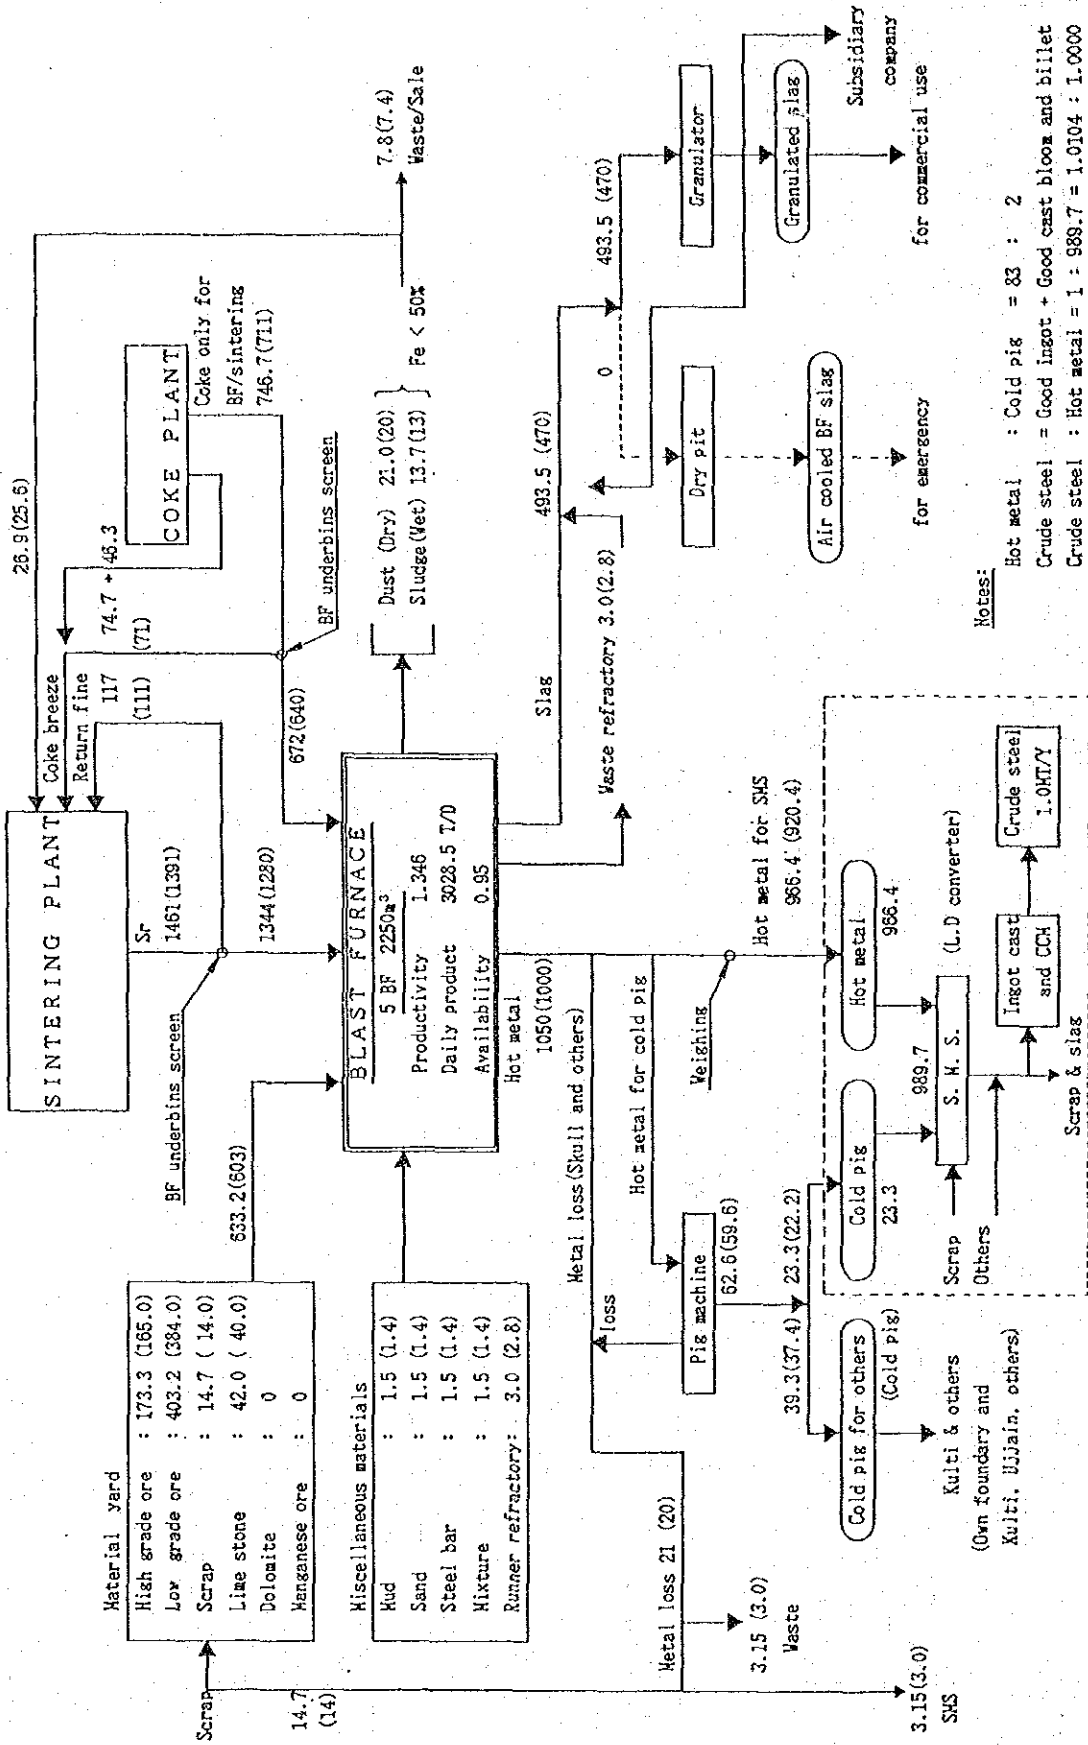 SINTERING PLANT
Sr
1461(1391)
BF underbins screen
1344(1280)
Coke breeze
Return fine
117
(111)
74.7 + 46.3
(71)
26.9(25.6)
COKE PLANT
Coke only for
BF/sintering
746.7(711)
BF underbins screen
672(640)
7.8(7.4)
Waste/Sale
Dust (Dry) 21.0(20)
Sludge(Wet) 13.7(13)
Fe < 50%
Material yard
High grade ore : 173.3 (165.0)
Low grade ore : 403.2 (384.0)
Scrap : 14.7 ( 14.0)
Lime stone : 42.0 ( 40.0)
Dolomite : 0
Manganese ore : 0
633.2(603)
Scrap
14.7
(14)
Miscellaneous materials
Mud : 1.5 (1.4)
Sand : 1.5 (1.4)
Steel bar : 1.5 (1.4)
Mixture : 1.5 (1.4)
Runner refractory: 3.0 (2.8)
BLAST FURNACE
5 BF 2250m³
Productivity 1.346
Daily product 3028.5 T/D
Availability 0.95
Hot metal
1050(1000)
Slag
493.5 (470)
Waste refractory 3.0(2.8)
493.5 (470)
0
Dry pit
Granulator
Air cooled BF slag
Granulated slag
for emergency
for commercial use
Subsidiary
company
Metal loss(Skull and others)
Hot metal for cold pig
loss
Pig machine
62.6(59.6)
39.3(37.4) 23.3(22.2)
Weighing
Hot metal for SMS
966.4 (920.4)
Metal loss 21 (20)
3.15 (3.0)
Waste
3.15(3.0)
SMS
Cold pig for others
(Cold pig)
Kulti & others
(Own foundary and
Kulti, Ujjain, others)
Cold pig
23.3
Hot metal
966.4
989.7
S. M. S.
(L.D converter)
Scrap
Others
Ingot cast
and CCM
Crude steel
1.0MT/Y
Scrap & slag
Notes:
Hot metal : Cold pig = 83 : 2
Crude steel = Good ingot + Good cast bloom and billet
Crude steel : Hot metal = 1 : 989.7 = 1.0104 : 1.0000